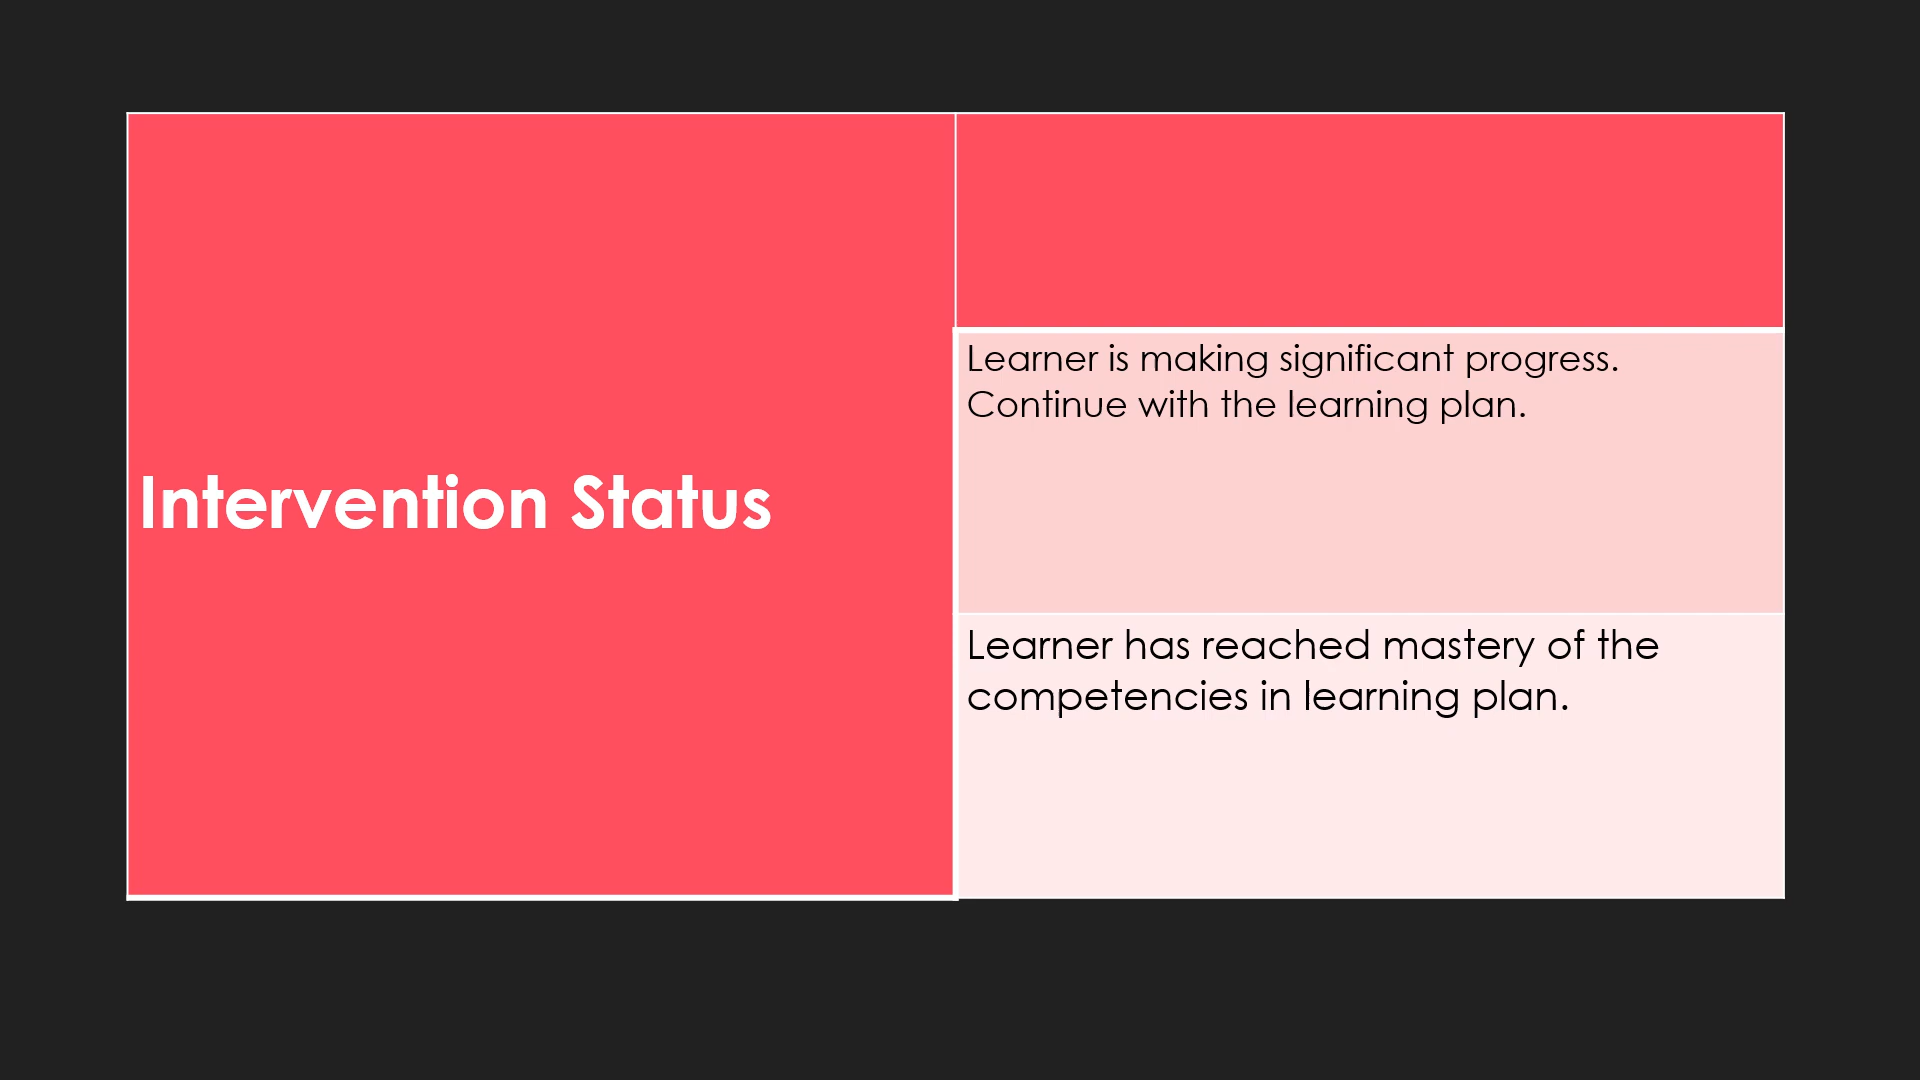 Intervention Status
Learner is making significant progress.
Continue with the learning plan.
Learner has reached mastery of the
competencies in learning plan.